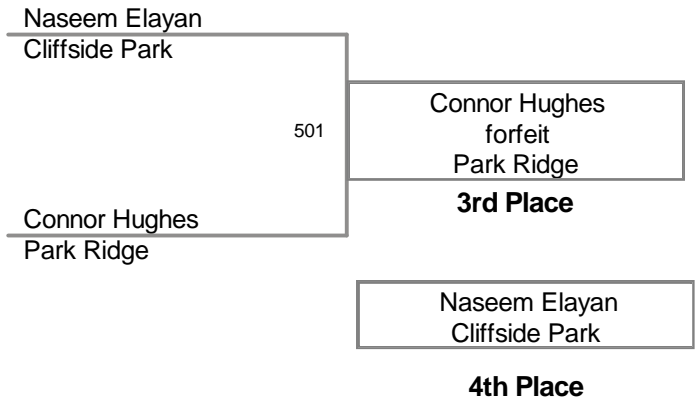 Naseem Elayan
Cliffside Park
Connor Hughes
forfeit
Park Ridge
501
3rd Place
Connor Hughes
Park Ridge
Naseem Elayan
Cliffside Park
4th Place